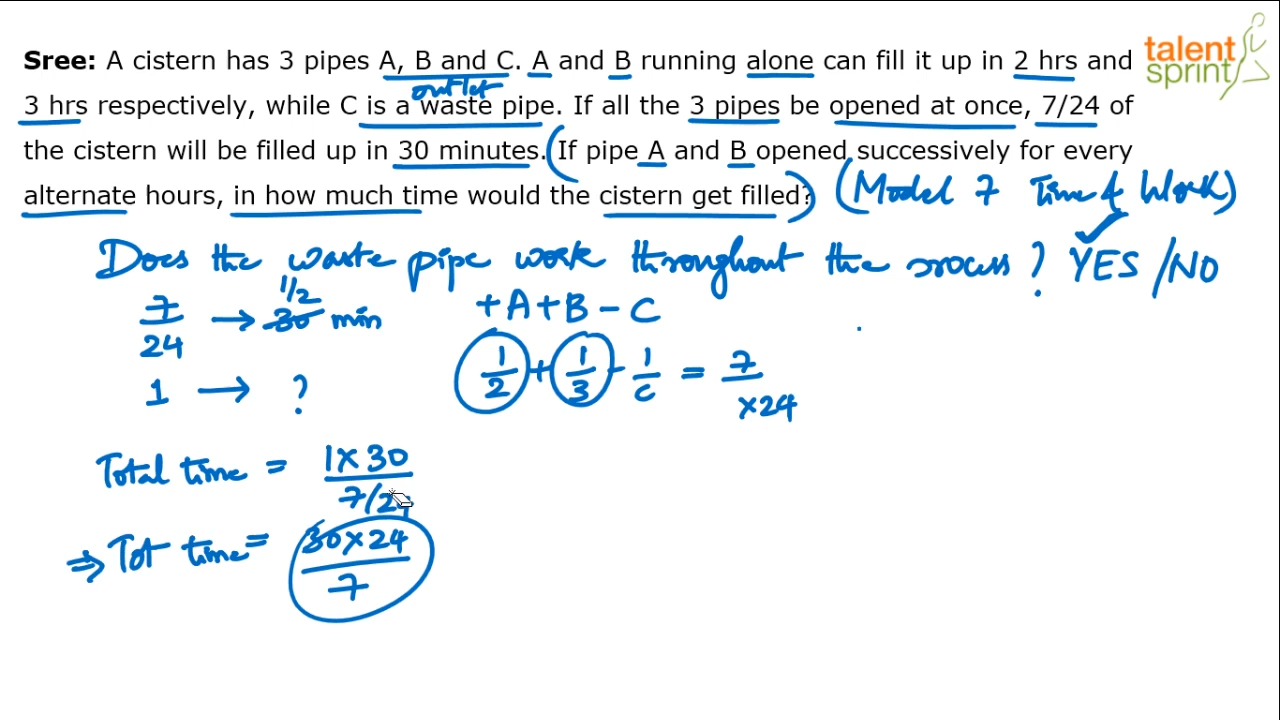 talent
sprint
Sree: A cistern has 3 pipes A, B and C. A and B running alone can fill it up in 2 hrs and
outlet
3 hrs respectively, while C is a waste pipe. If all the 3 pipes be opened at once, 7/24 of
the cistern will be filled up in 30 minutes. (If pipe A and B opened successively for every
alternate hours, in how much time would the cistern get filled?) (Model 7 Time & Work)
Does the waste pipe work throughout the process? YES/NO
1/2
7/24 → 30 min
+A+B-C
1/2 + 1/3 - 1/C = 7/×24
1 → ?
Total time = 1×30
7/24
⇒ Tot time = 30×24
7